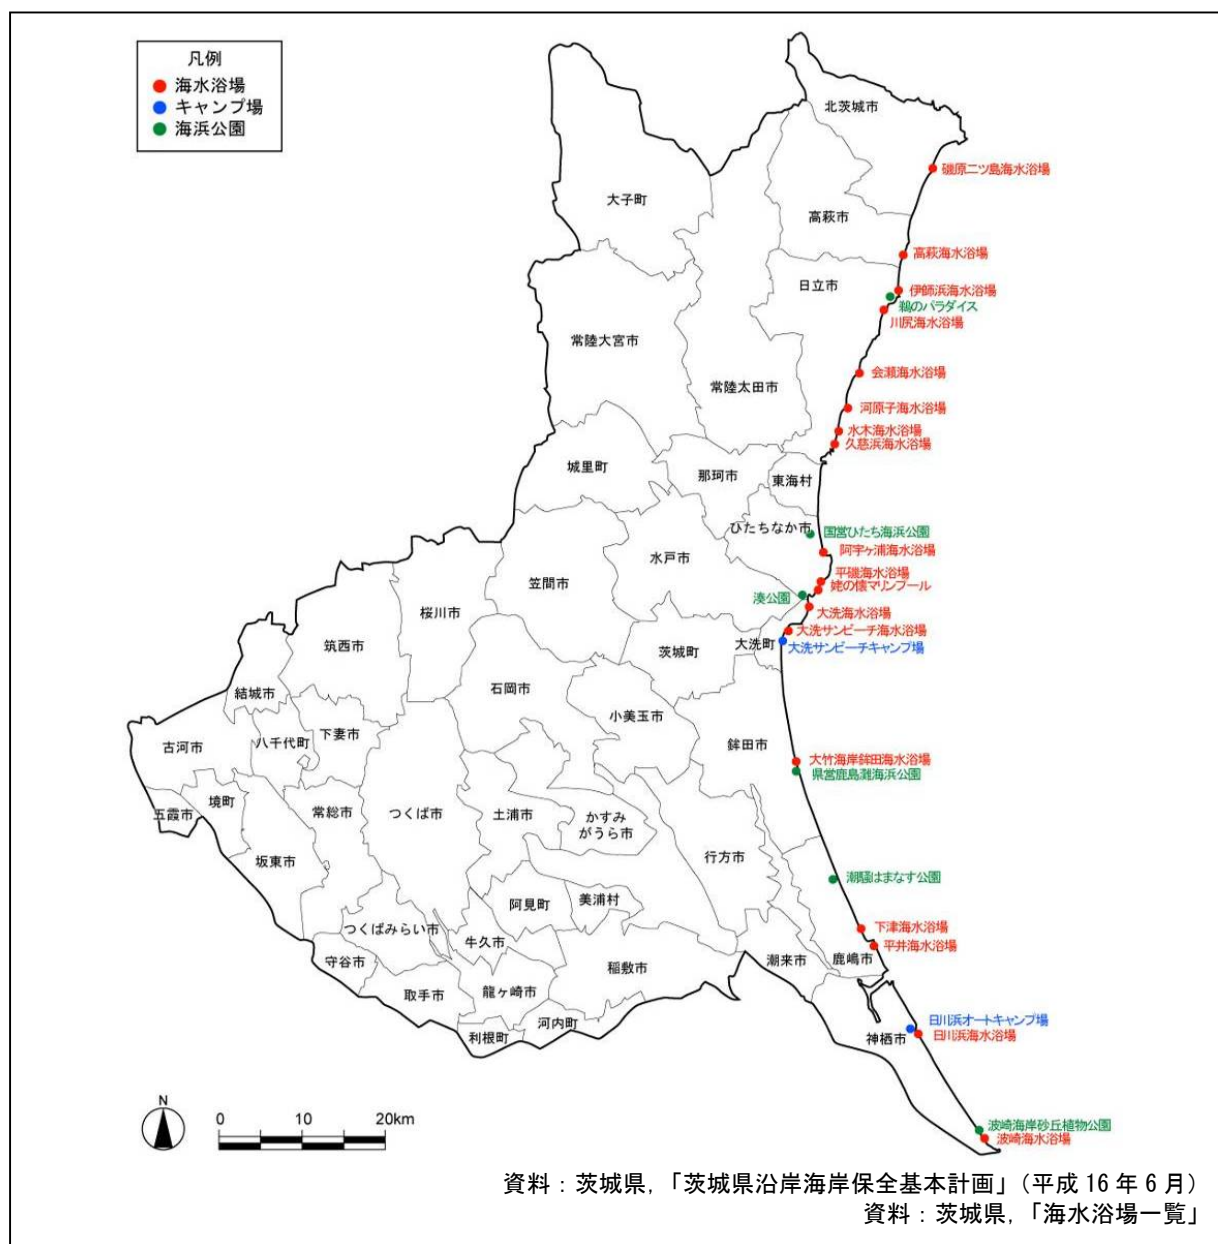 凡例
海水浴場
キャンプ場
海浜公園
北茨城市
磯原二ツ島海水浴場
大子町
高萩市
高萩海水浴場
日立市
伊師浜海水浴場
鵜のパラダイス
川尻海水浴場
常陸大宮市
会瀬海水浴場
常陸太田市
河原子海水浴場
水木海水浴場
久慈浜海水浴場
城里町
那珂市
東海村
ひたちなか市
国営ひたち海浜公園
阿字ヶ浦海水浴場
水戸市
笠間市
平磯海水浴場
姥の懐マリンプール
湊公園
桜川市
大洗海水浴場
大洗サンビーチ海水浴場
大洗町
大洗サンビーチキャンプ場
筑西市
茨城町
石岡市
結城市
小美玉市
古河市
八千代町
下妻市
鉾田市
大竹海岸鉾田海水浴場
県営鹿島灘海浜公園
五霞市
境町
常総市
つくば市
土浦市
かすみ
がうら市
坂東市
行方市
潮騒はまなす公園
阿見町
美浦村
つくばみらい市
牛久市
下津海水浴場
平井海水浴場
守谷市
稲敷市
潮来市
鹿嶋市
取手市
龍ヶ崎市
利根町
河内町
神栖市
日川浜オートキャンプ場
日川浜海水浴場
N
0 10 20km
波崎海岸砂丘植物公園
波崎海水浴場
資料：茨城県,「茨城県沿岸海岸保全基本計画」（平成16年6月）
資料：茨城県,「海水浴場一覧」